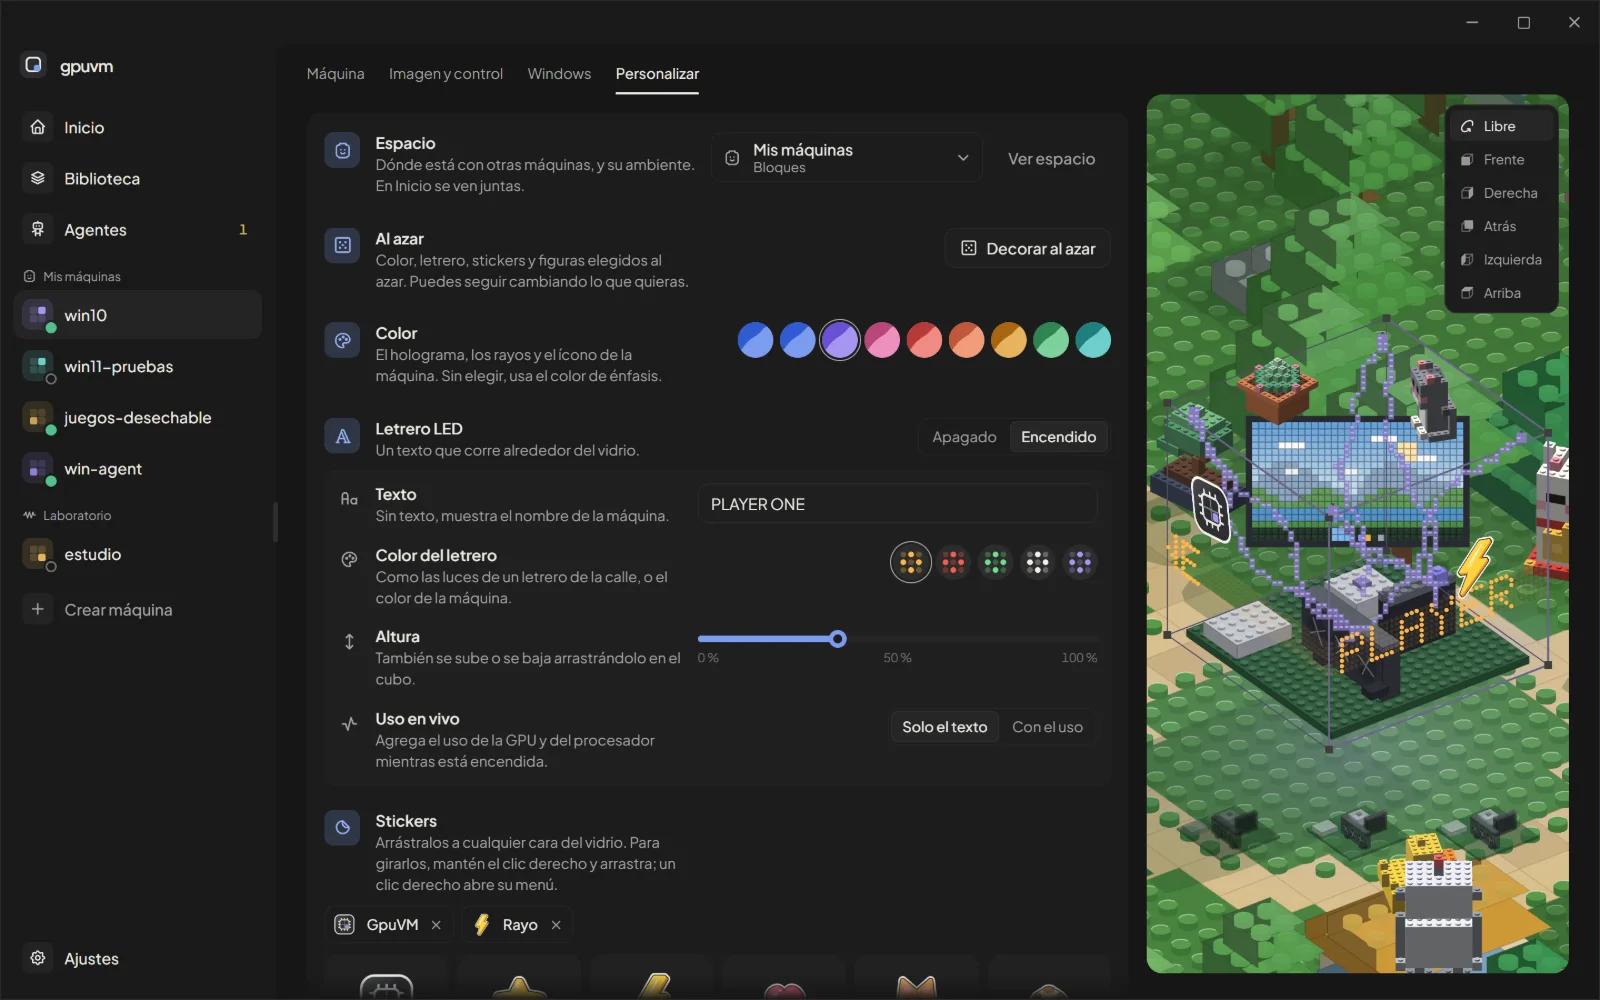 gpuvm
Inicio
Biblioteca
Agentes 1
Mis máquinas
win10
win11-pruebas
juegos-desechable
win-agent
Laboratorio
estudio
Crear máquina
Ajustes
Máquina Imagen y control Windows Personalizar
Espacio
Dónde está con otras máquinas, y su ambiente.
En Inicio se ven juntas.
Mis máquinas
Bloques
Ver espacio
Al azar
Color, letrero, stickers y figuras elegidos al
azar. Puedes seguir cambiando lo que quieras.
Decorar al azar
Color
El holograma, los rayos y el ícono de la
máquina. Sin elegir, usa el color de énfasis.
Letrero LED
Un texto que corre alrededor del vidrio.
Apagado Encendido
Texto
Sin texto, muestra el nombre de la máquina.
PLAYER ONE
Color del letrero
Como las luces de un letrero de la calle, o el
color de la máquina.
Altura
También se sube o se baja arrastrándolo en el
cubo.
0 % 50 % 100 %
Uso en vivo
Agrega el uso de la GPU y del procesador
mientras está encendida.
Solo el texto Con el uso
Stickers
Arrástralos a cualquier cara del vidrio. Para
girarlos, mantén el clic derecho y arrastra; un
clic derecho abre su menú.
GpuVM Rayo
Libre
Frente
Derecha
Atrás
Izquierda
Arriba
PLAYER